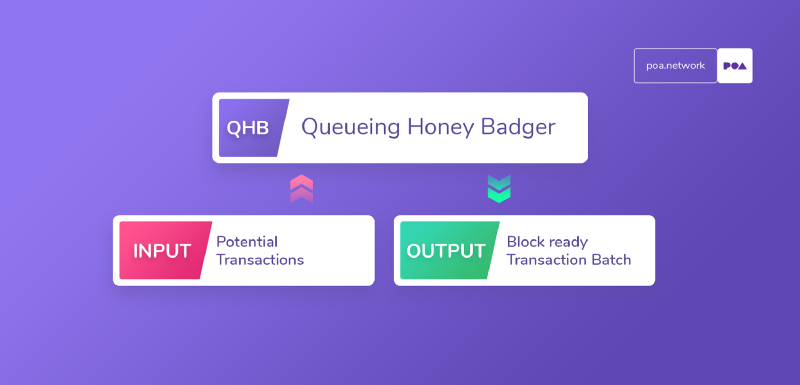 poa.network
POA
QHB
Queueing Honey Badger
INPUT
Potential
Transactions
OUTPUT
Block ready
Transaction Batch